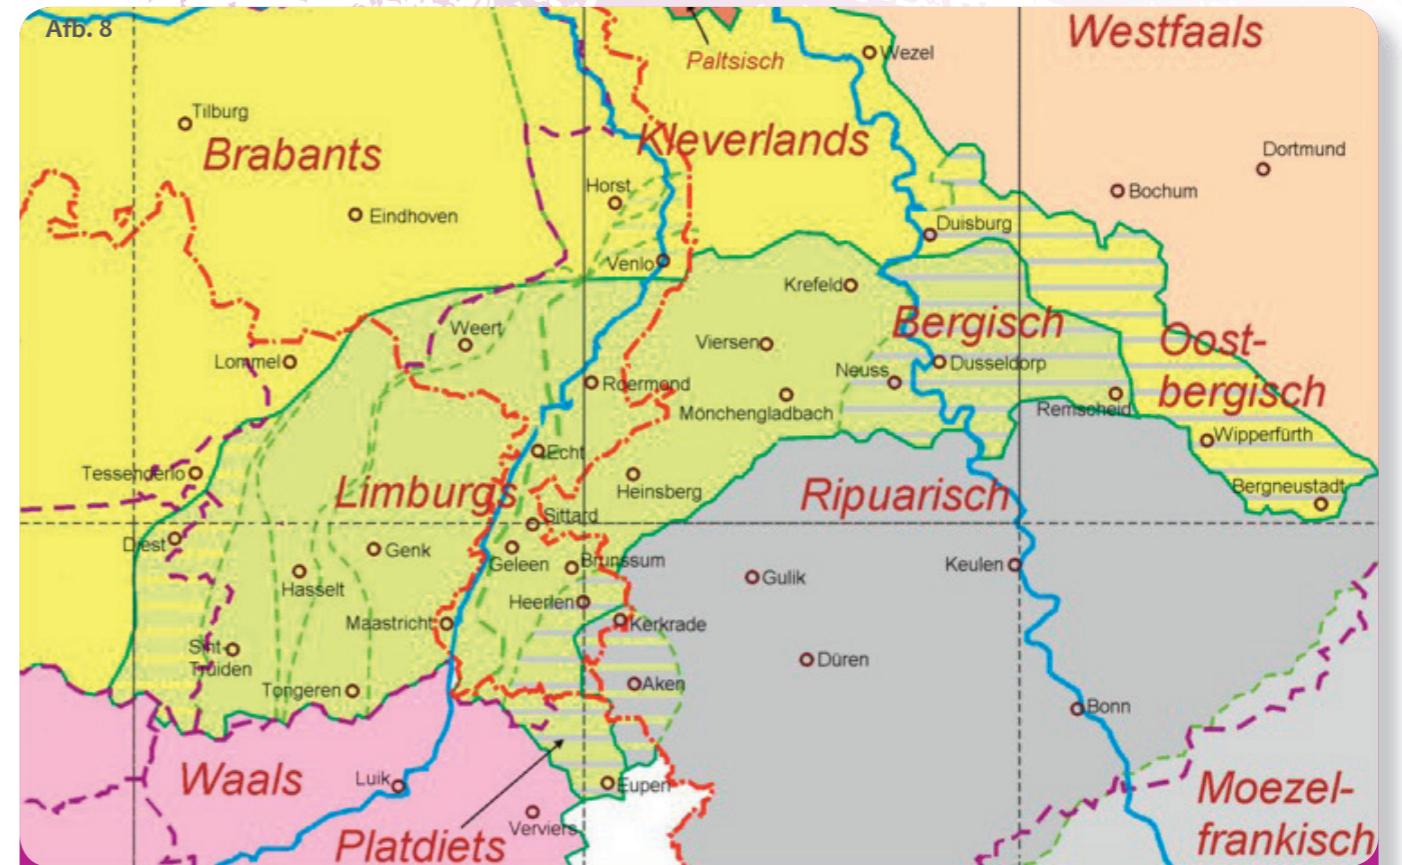 Afb. 8
Westfaals
Paltsisch
Wezel
Tilburg
Brabants
Kleverlands
Dortmund
Bochum
Horst
Eindhoven
Duisburg
Venlo
Krefeld
Bergisch
Weert
Viersen
Oost-
bergisch
Lommel
Neuss
Dusseldorp
Roermond
Mönchengladbach
Remscheid
Wipperfürth
Echt
Tessenderlo
Heinsberg
Bergneustadt
Limburgs
Ripuarisch
Sittard
Diest
Genk
Geleen
Brunssum
Keulen
Gulik
Hasselt
Heerlen
Maastricht
Kerkrade
Sint-
Truiden
Düren
Tongeren
Aken
Bonn
Waals
Luik
Eupen
Moezel-
frankisch
Verviers
Platdiets